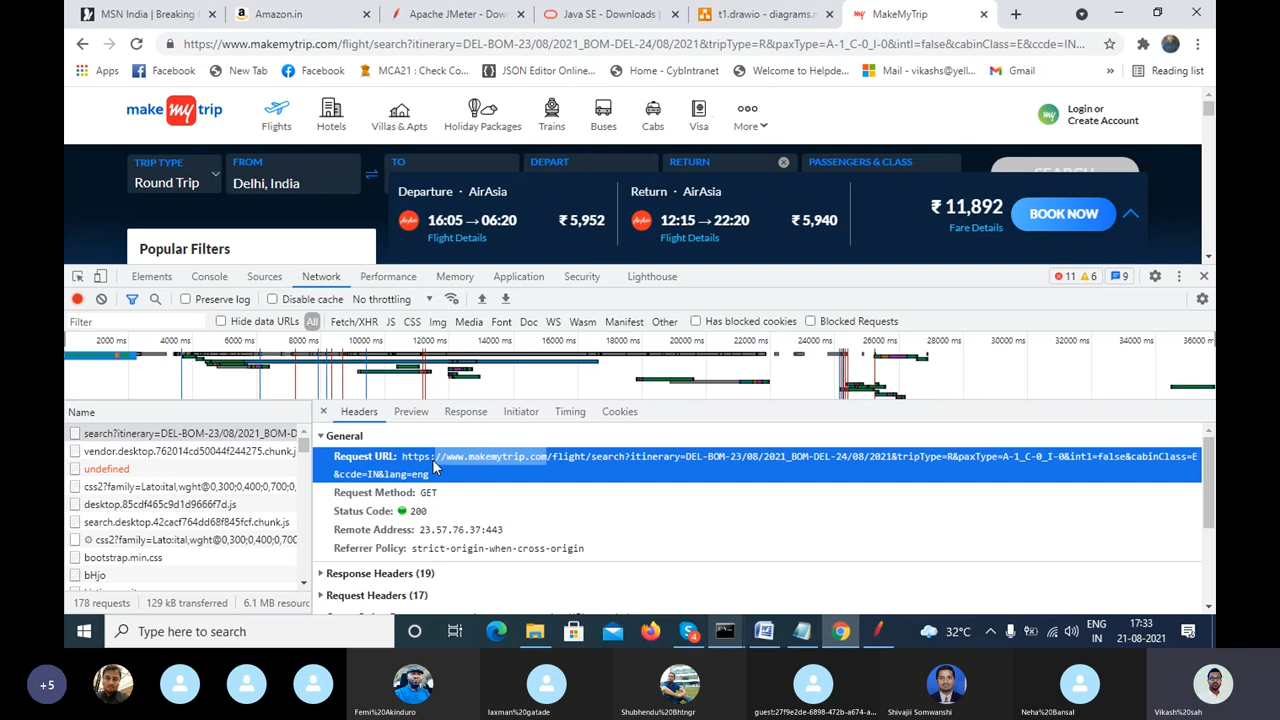 MSN India | Breaking
Amazon.in
Apache JMeter - Dow
Java SE - Downloads |
t1.drawio - diagrams.n
MakeMyTrip
https://www.makemytrip.com/flight/search?itinerary=DEL-BOM-23/08/2021_BOM-DEL-24/08/2021&tripType=R&paxType=A-1_C-0_I-0&intl=false&cabinClass=E&ccde=IN...
Apps
Facebook
New Tab
Facebook
MCA21 : Check Co...
JSON Editor Online...
Home - CybIntranet
Welcome to Helpde...
Mail - vikashs@yell...
Gmail
»
Reading list
make my trip
Flights
Hotels
Villas & Apts
Holiday Packages
Trains
Buses
Cabs
Visa
More
my
Login or
Create Account
TRIP TYPE
FROM
TO
DEPART
RETURN
PASSENGERS & CLASS
Round Trip
Delhi, India
SEARCH
Departure · AirAsia
Return · AirAsia
16:05 → 06:20
₹ 5,952
12:15 → 22:20
₹ 5,940
₹ 11,892
BOOK NOW
Flight Details
Flight Details
Fare Details
Popular Filters
Elements
Console
Sources
Network
Performance
Memory
Application
Security
Lighthouse
11
6
9
Preserve log
Disable cache
No throttling
Filter
Hide data URLs
All
Fetch/XHR
JS
CSS
Img
Media
Font
Doc
WS
Wasm
Manifest
Other
Has blocked cookies
Blocked Requests
2000 ms
4000 ms
6000 ms
8000 ms
10000 ms
12000 ms
14000 ms
16000 ms
18000 ms
20000 ms
22000 ms
24000 ms
26000 ms
28000 ms
30000 ms
32000 ms
34000 ms
36000 ms
Name
Headers
Preview
Response
Initiator
Timing
Cookies
search?itinerary=DEL-BOM-23/08/2021_BOM-D
vendor.desktop.762014cd50044f244275.chunk.j
undefined
css2?family=Lato:ital,wght@0,300;0,400;0,700
desktop.85cdf465c9d1d9666f7d.js
search.desktop.42cacf764dd68f845fcf.chunk.js
css2?family=Lato:ital,wght@0,300;0,400;0,700
bootstrap.min.css
bHjo
178 requests
129 kB transferred
6.1 MB resourc
General
Request URL: https://www.makemytrip.com/flight/search?itinerary=DEL-BOM-23/08/2021_BOM-DEL-24/08/2021&tripType=R&paxType=A-1_C-0_I-0&intl=false&cabinClass=E
&ccde=IN&lang=eng
Request Method: GET
Status Code: 200
Remote Address: 23.57.76.37:443
Referrer Policy: strict-origin-when-cross-origin
Response Headers (19)
Request Headers (17)
Type here to search
32°C
ENG
IN
17:33
21-08-2021
+5
Femi%20Akinduro
laxman%20gatade
Shubhendu%20Bhtngr
guest:27f9e2de-6898-472b-a674-a...
Shivajii Somwanshi
Neha%20Bansal
Vikash%20sah